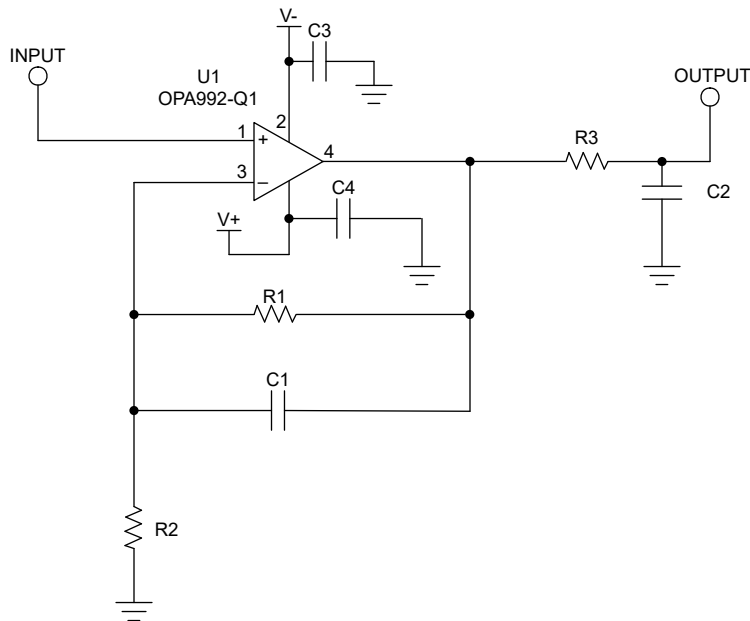 V-
C3
INPUT
U1
OPA992-Q1
OUTPUT
2
1
+
R3
4
3
−
C4
C2
V+
R1
C1
R2